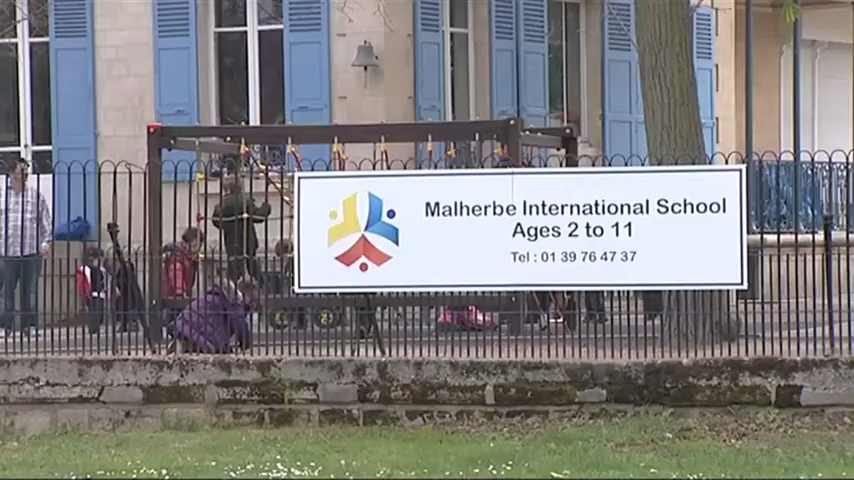 Malherbe International School
Ages 2 to 11
Tel : 01 39 76 47 37